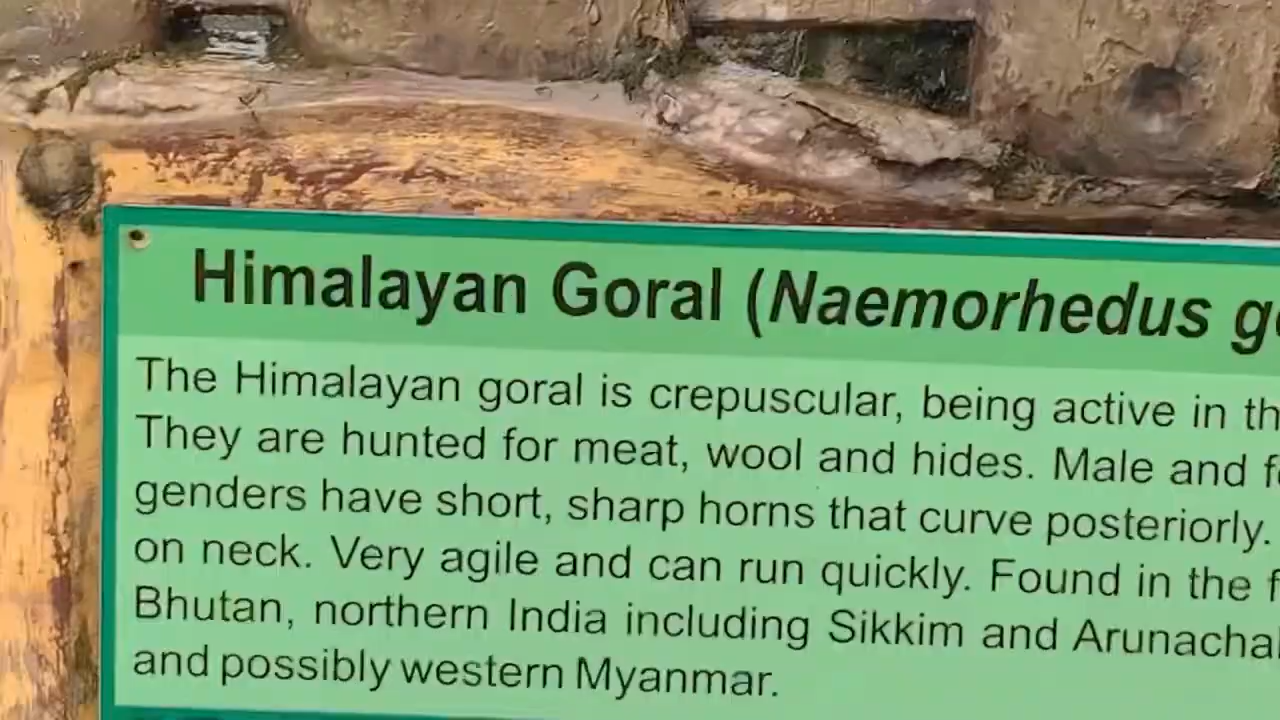 Himalayan Goral (Naemorhedus
The Himalayan goral is crepuscular, being active in
They are hunted for meat, wool and hides. Male and
genders have short, sharp horns that curve posteriorly.
on neck. Very agile and can run quickly. Found in the
Bhutan, northern India including Sikkim and
and possibly western Myanmar.